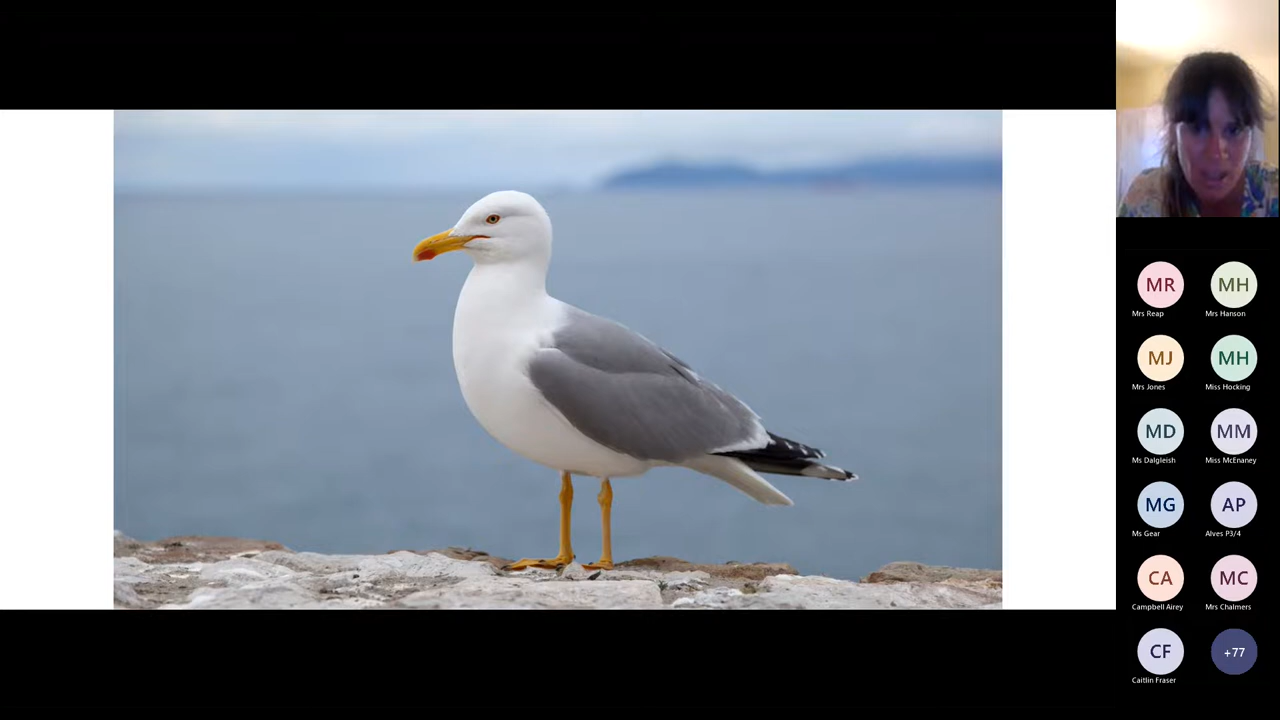 MR MH
Mrs Reap Mrs Hanson
MJ MH
Mrs Jones Miss Hocking
MD MM
Ms Dalgleish Miss McEnaney
MG AP
Ms Gear Alves P3/4
CA MC
Campbell Airey Mrs Chalmers
CF +77
Caitlin Fraser